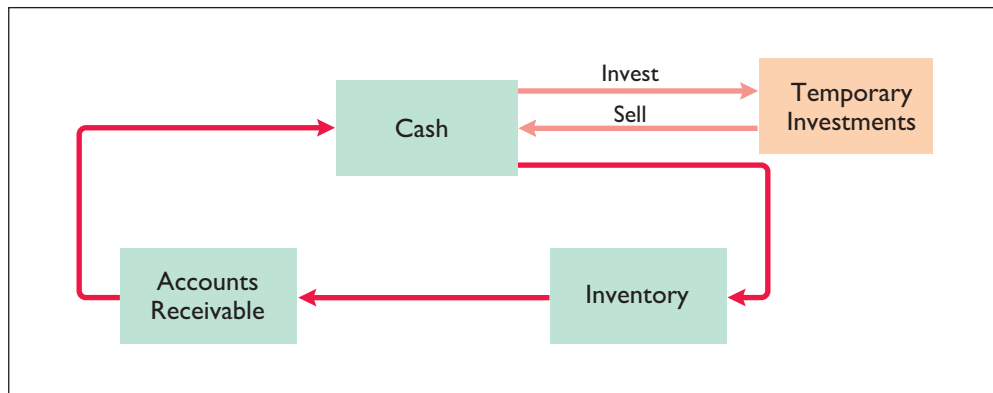 Invest
Temporary
Investments
Cash
Sell
Accounts
Receivable
Inventory